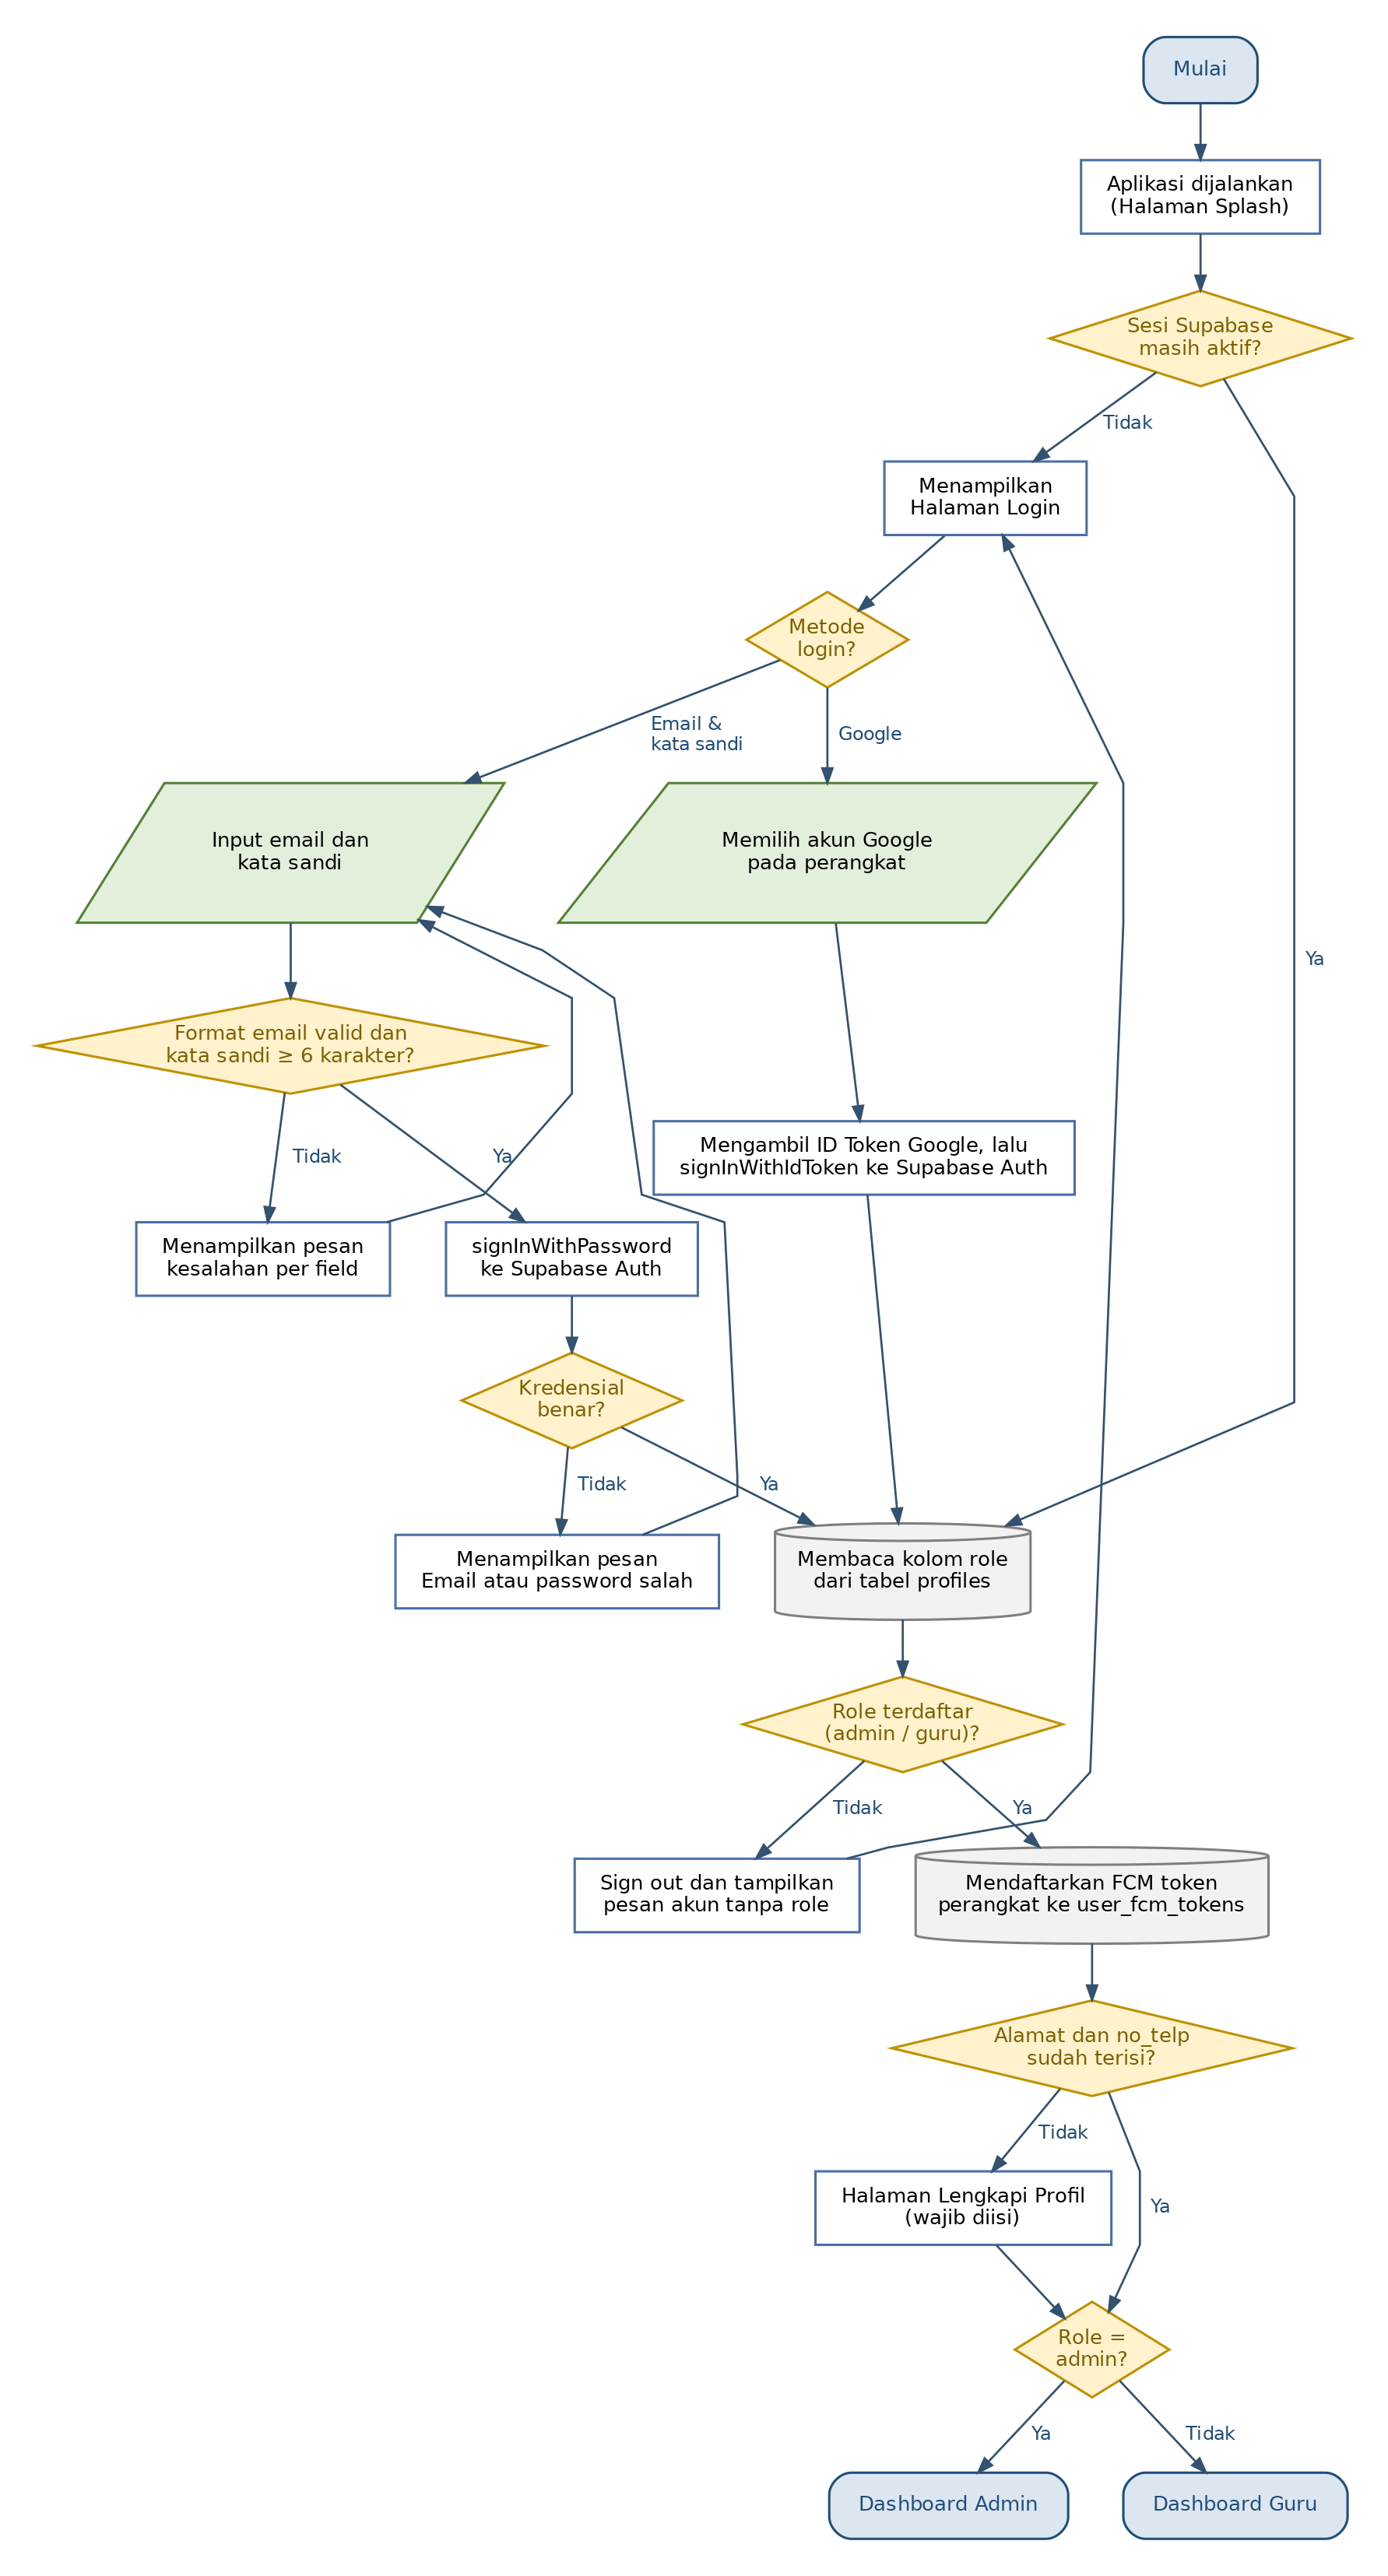 Mulai
Aplikasi dijalankan
(Halaman Splash)
Sesi Supabase
masih aktif?
Tidak
Menampilkan
Halaman Login
Metode
login?
Email &
kata sandi
Google
Input email dan
kata sandi
Memilih akun Google
pada perangkat
Ya
Format email valid dan
kata sandi ≥ 6 karakter?
Tidak
Ya
Mengambil ID Token Google, lalu
signInWithIdToken ke Supabase Auth
Menampilkan pesan
kesalahan per field
signInWithPassword
ke Supabase Auth
Kredensial
benar?
Tidak
Ya
Menampilkan pesan
Email atau password salah
Membaca kolom role
dari tabel profiles
Role terdaftar
(admin / guru)?
Tidak
Ya
Sign out dan tampilkan
pesan akun tanpa role
Mendaftarkan FCM token
perangkat ke user_fcm_tokens
Alamat dan no_telp
sudah terisi?
Tidak
Halaman Lengkapi Profil
(wajib diisi)
Ya
Role =
admin?
Ya
Tidak
Dashboard Admin
Dashboard Guru